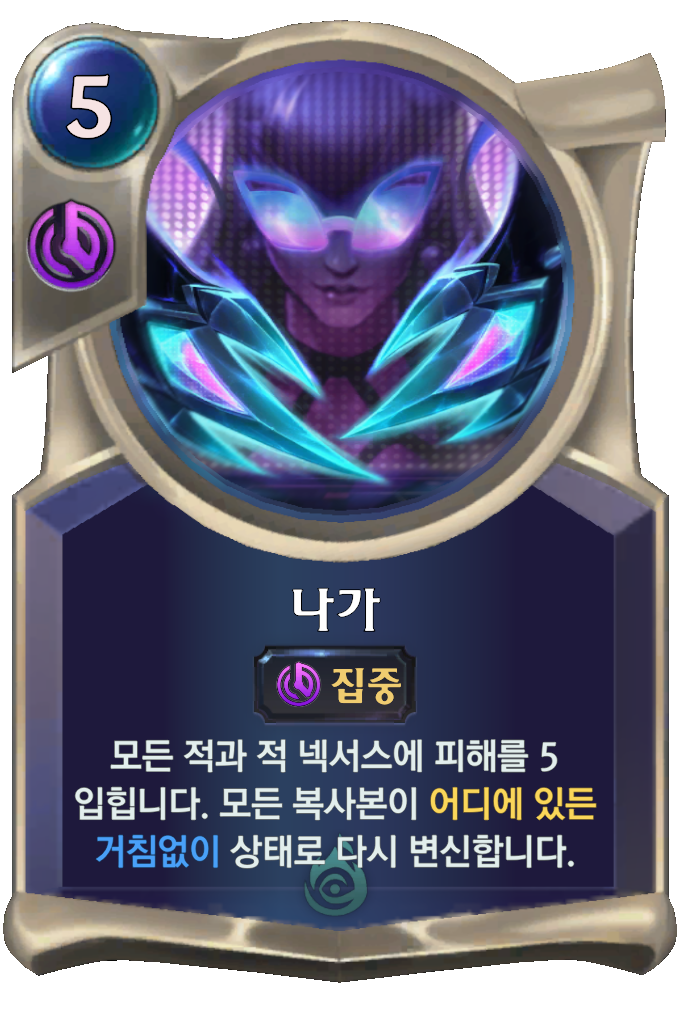 5
나가
집중
모든 적과 적 넥서스에 피해를 5
입힙니다. 모든 복사본이 어디에 있든
거침없이 상태로 다시 변신합니다.